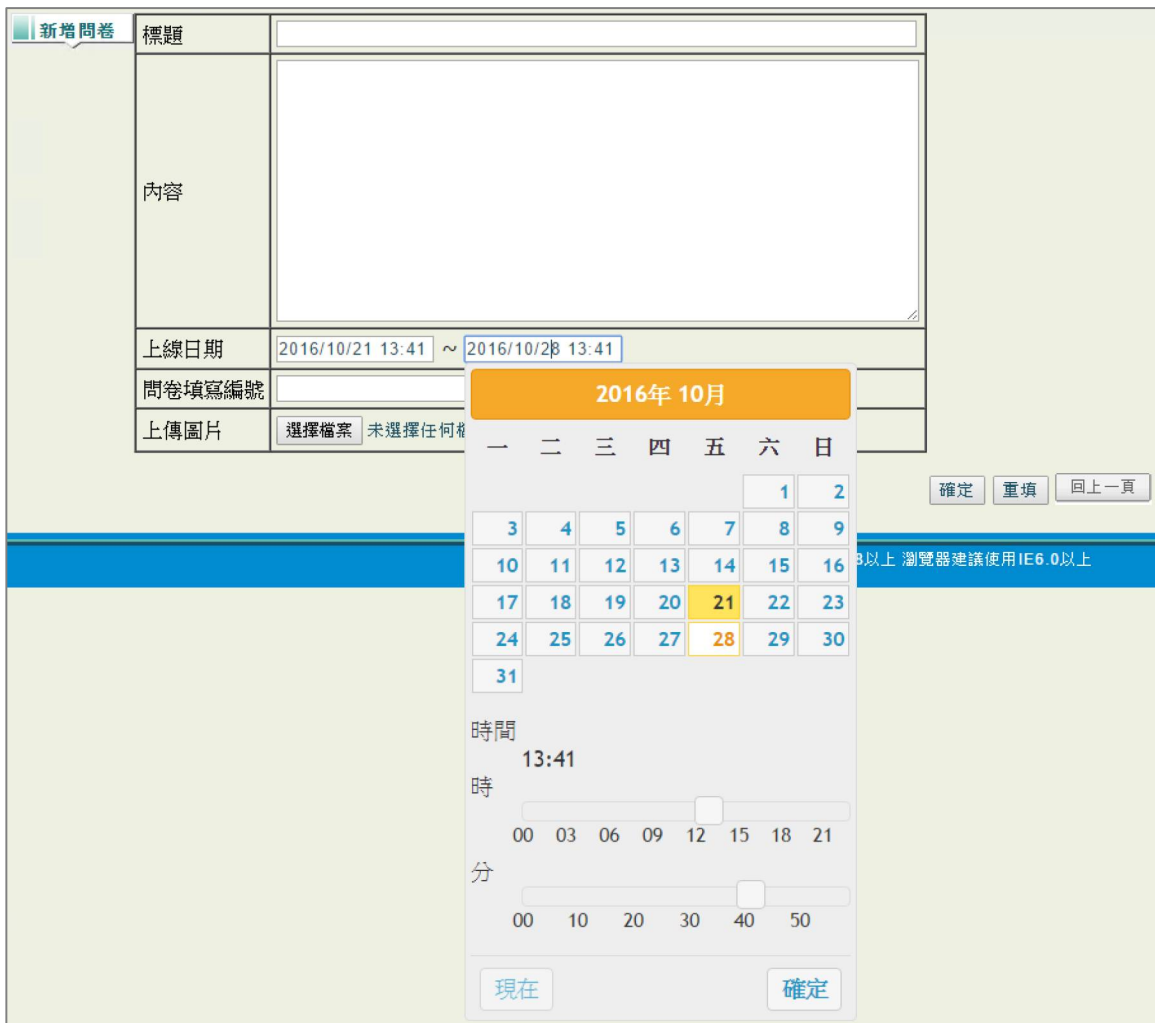 新增問卷
標題
內容
上線日期 2016/10/21 13:41 ~ 2016/10/28 13:41
問卷填寫編號
上傳圖片 選擇檔案 未選擇任何
2016年 10月
一 二 三 四 五 六 日
1 2
3 4 5 6 7 8 9
10 11 12 13 14 15 16
17 18 19 20 21 22 23
24 25 26 27 28 29 30
31
時間
13:41
時
00 03 06 09 12 15 18 21
分
00 10 20 30 40 50
現在 確定
確定 重填 回上一頁
以上 瀏覽器建議使用IE6.0以上